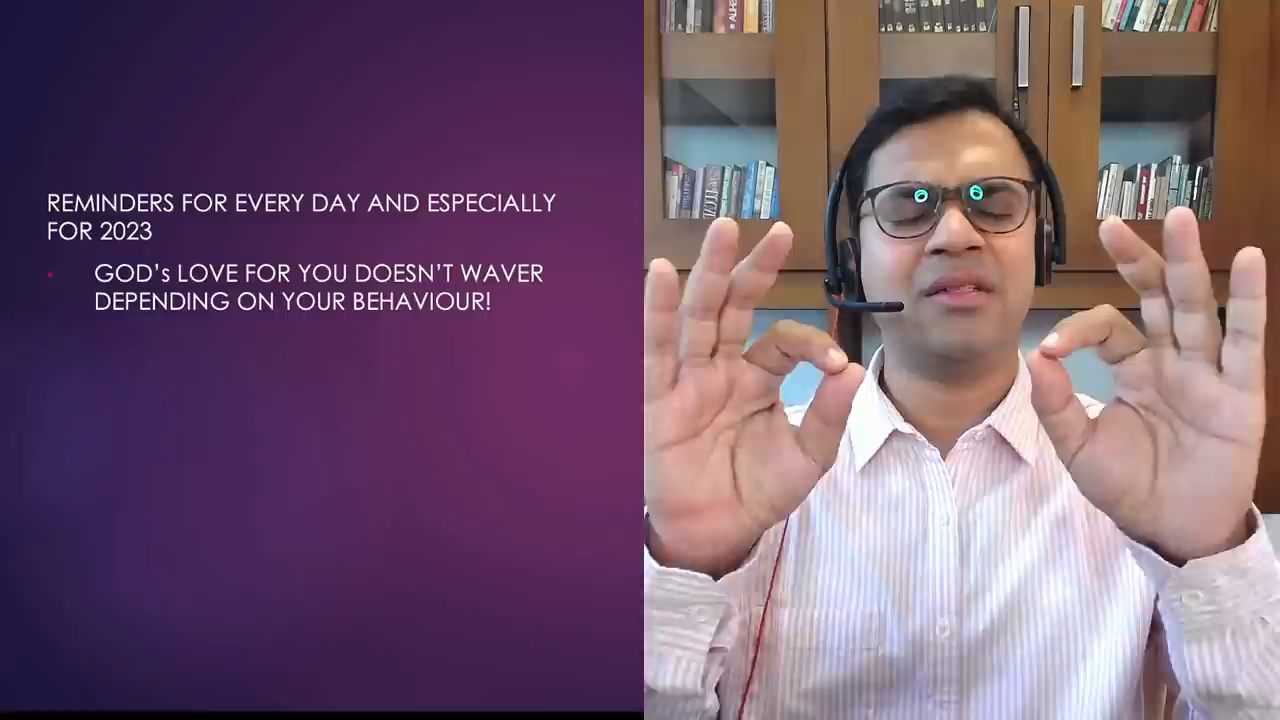 REMINDERS FOR EVERY DAY AND ESPECIALLY
FOR 2023
GOD’s LOVE FOR YOU DOESN’T WAVER
DEPENDING ON YOUR BEHAVIOUR!